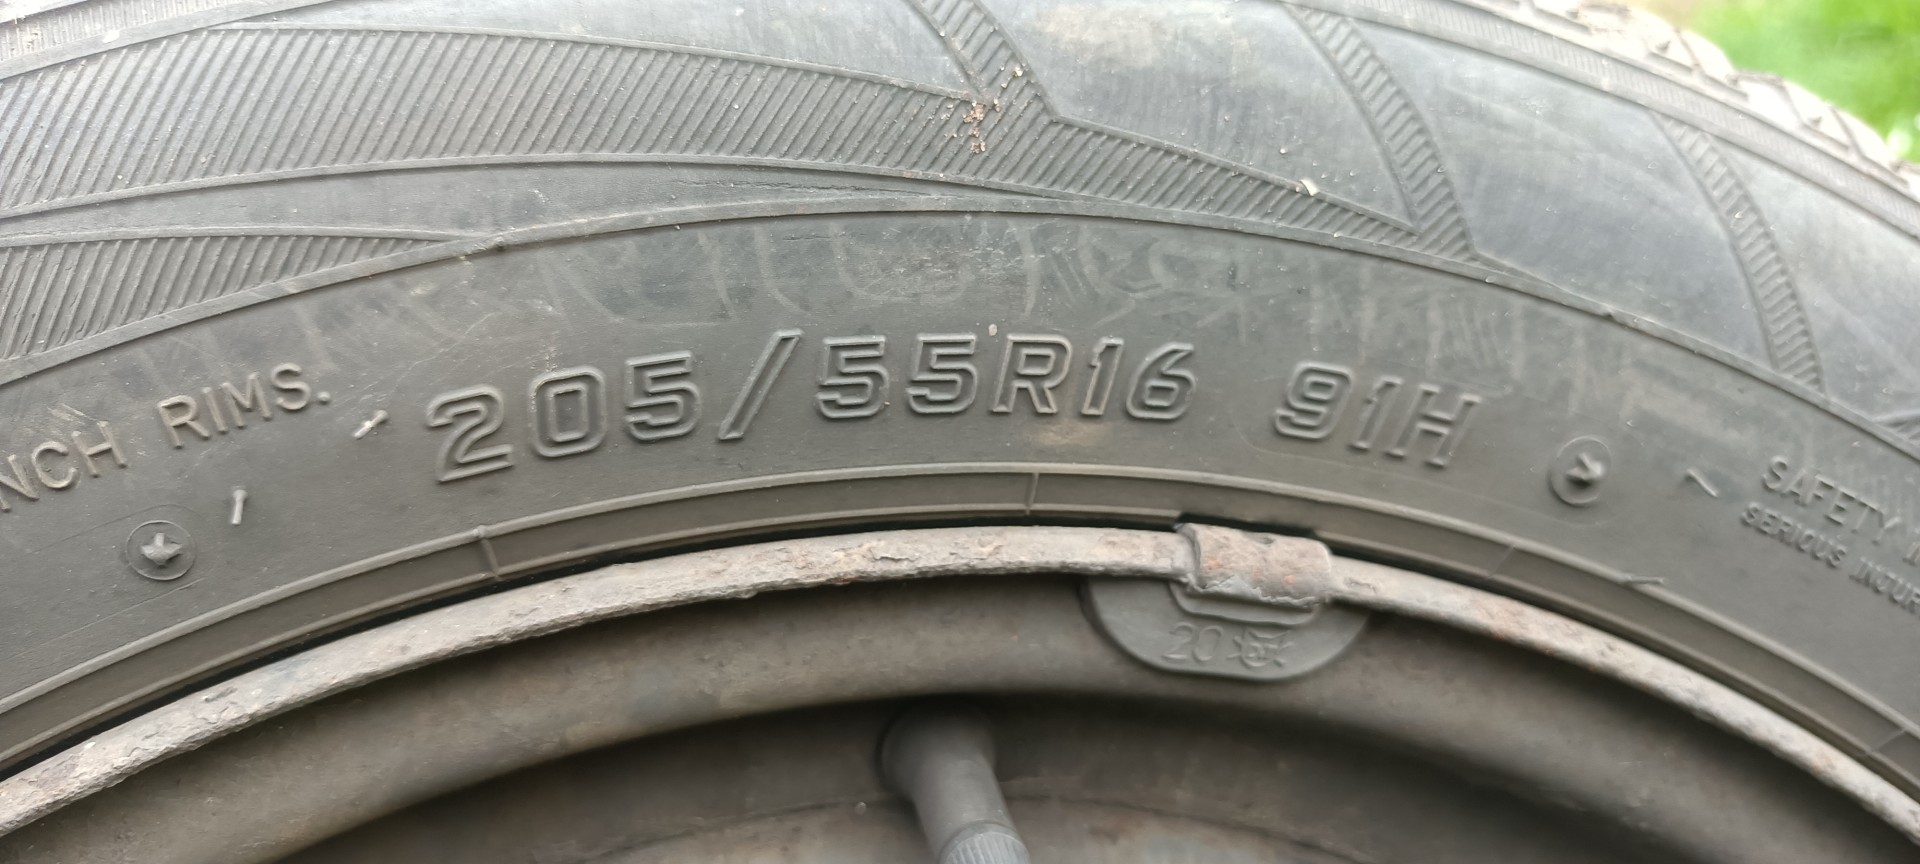 NCH RIMS.
205/55R16 91H
SAFETY
SERIOUS INJUR
20